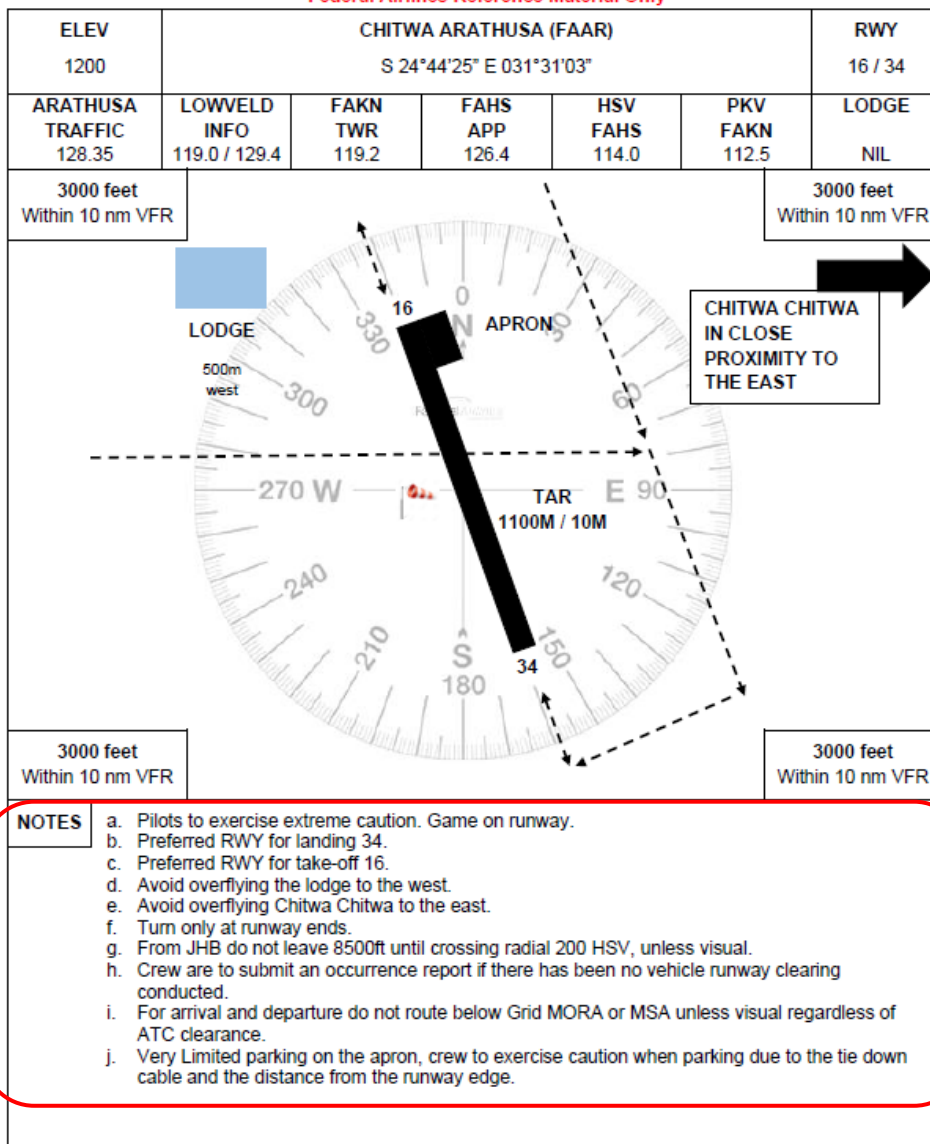 Federal Airlines Reference Material Only
ELEV
1200
CHITWA ARATHUSA (FAAR)
S 24°44'25" E 031°31'03"
RWY
16 / 34
ARATHUSA
TRAFFIC
128.35
LOWVELD
INFO
119.0 / 129.4
FAKN
TWR
119.2
FAHS
APP
126.4
HSV
FAHS
114.0
PKV
FAKN
112.5
LODGE
NIL
3000 feet
Within 10 nm VFR
3000 feet
Within 10 nm VFR
LODGE
500m
west
16
APRON
CHITWA CHITWA
IN CLOSE
PROXIMITY TO
THE EAST
0
N
30
330
60
300
270 W
TAR
1100M / 10M
E 90
240
120
210
150
S
180
34
3000 feet
Within 10 nm VFR
3000 feet
Within 10 nm VFR
NOTES
a. Pilots to exercise extreme caution. Game on runway.
b. Preferred RWY for landing 34.
c. Preferred RWY for take-off 16.
d. Avoid overflying the lodge to the west.
e. Avoid overflying Chitwa Chitwa to the east.
f. Turn only at runway ends.
g. From JHB do not leave 8500ft until crossing radial 200 HSV, unless visual.
h. Crew are to submit an occurrence report if there has been no vehicle runway clearing
conducted.
i. For arrival and departure do not route below Grid MORA or MSA unless visual regardless of
ATC clearance.
j. Very Limited parking on the apron, crew to exercise caution when parking due to the tie down
cable and the distance from the runway edge.